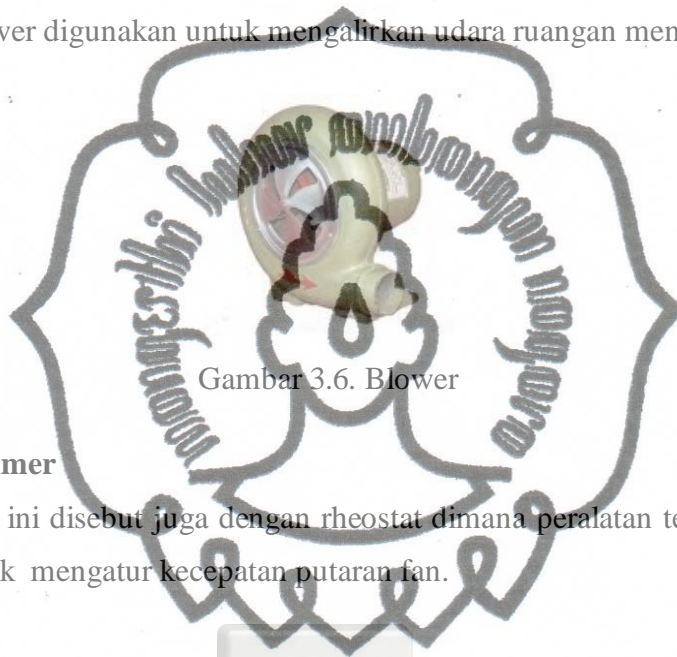 ver digunakan untuk mengalirkan udara ruangan men
Gambar 3.6. Blower
mer
ini disebut juga dengan rheostat dimana peralatan te
k mengatur kecepatan putaran fan.